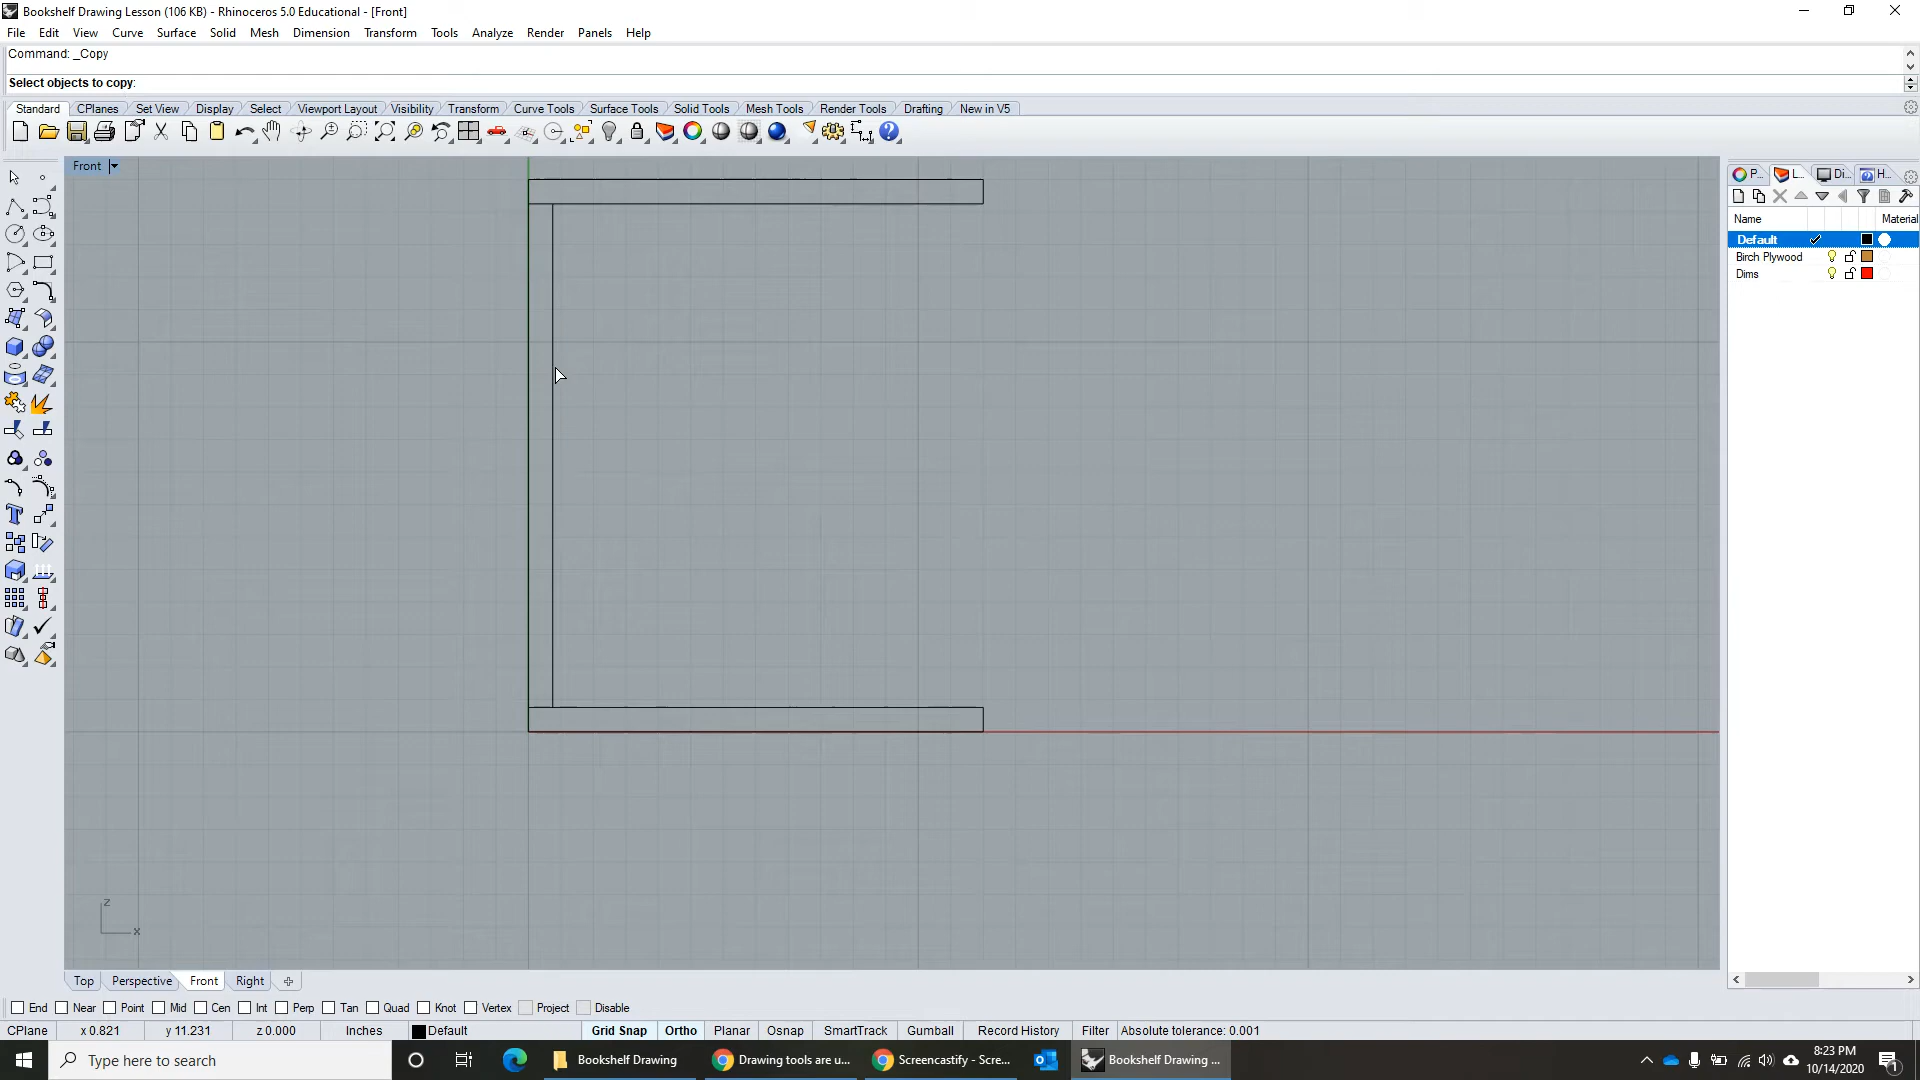 Bookshelf Drawing Lesson (106 KB) - Rhinoceros 5.0 Educational - [Front]
File Edit View Curve Surface Solid Mesh Dimension Transform Tools Analyze Render Panels Help
Command: _Copy
Select objects to copy:
Standard CPlanes Set View Display Select Viewport Layout Visibility Transform Curve Tools Surface Tools Solid Tools Mesh Tools Render Tools Drafting New in V5
Front
P... L... Di... H...
Name Material
Default
Birch Plywood
Dims
z
x
Top Perspective Front Right
End Near Point Mid Cen Int Perp Tan Quad Knot Vertex Project Disable
CPlane x 0.821 y 11.231 z 0.000 Inches Default Grid Snap Ortho Planar Osnap SmartTrack Gumball Record History Filter Absolute tolerance: 0.001
Type here to search Bookshelf Drawing Drawing tools are u... Screencastify - Scre... Bookshelf Drawing ... 8:23 PM
10/14/2020 1